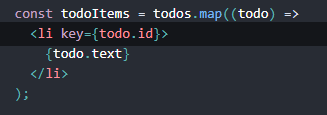 const todoItems = todos.map((todo) =>
  <li key={todo.id}>
    {todo.text}
  </li>
);